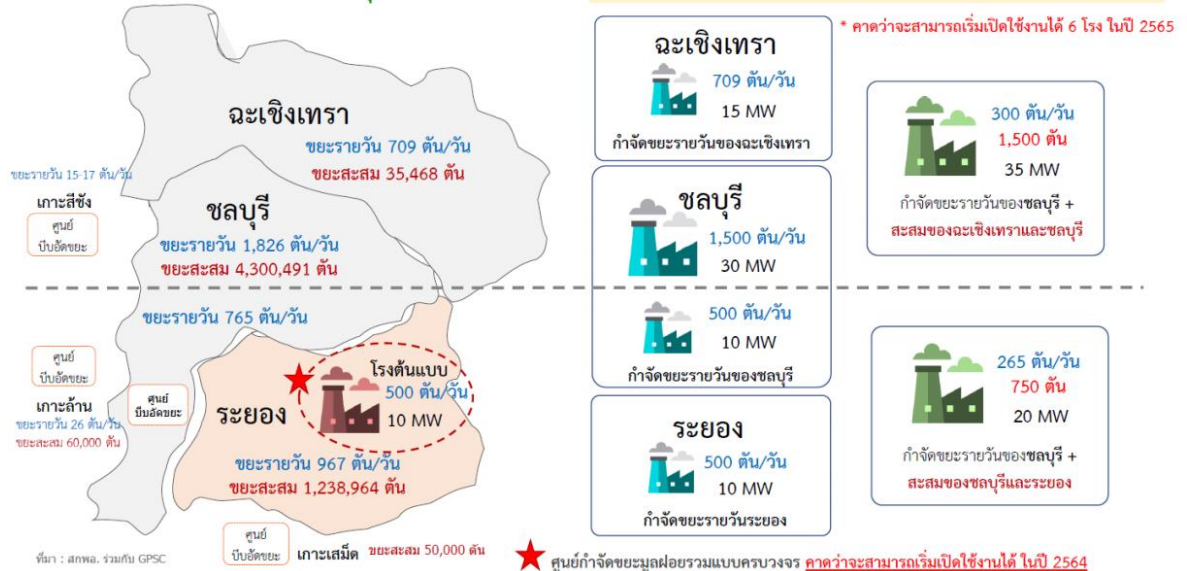 * คาดว่าจะสามารถเริ่มเปิดใช้งานได้ 6 โรง ในปี 2565
ฉะเชิงเทรา
ขยะรายวัน 709 ตัน/วัน
ขยะสะสม 35,468 ตัน
ขยะรายวัน 15-17 ตัน/วัน
เกาะสีชัง
ศูนย์
บีบอัดขยะ
ชลบุรี
ขยะรายวัน 1,826 ตัน/วัน
ขยะสะสม 4,300,491 ตัน
ขยะรายวัน 765 ตัน/วัน
ศูนย์
บีบอัดขยะ
เกาะล้าน
ขยะรายวัน 26 ตัน/วัน
ขยะสะสม 60,000 ตัน
ศูนย์
บีบอัดขยะ
ระยอง
โรงต้นแบบ
500 ตัน/วัน
10 MW
ขยะรายวัน 967 ตัน/วัน
ขยะสะสม 1,238,964 ตัน
ศูนย์
บีบอัดขยะ
เกาะเสม็ด ขยะสะสม 50,000 ตัน
ที่มา : สกพอ. ร่วมกับ GPSC
ฉะเชิงเทรา
709 ตัน/วัน
15 MW
กำจัดขยะรายวันของฉะเชิงเทรา
ชลบุรี
1,500 ตัน/วัน
30 MW
500 ตัน/วัน
10 MW
กำจัดขยะรายวันของชลบุรี
ระยอง
500 ตัน/วัน
10 MW
กำจัดขยะรายวันระยอง
300 ตัน/วัน
1,500 ตัน
35 MW
กำจัดขยะรายวันของชลบุรี +
สะสมของฉะเชิงเทราและชลบุรี
265 ตัน/วัน
750 ตัน
20 MW
กำจัดขยะรายวันของชลบุรี +
สะสมของชลบุรีและระยอง
ศูนย์กำจัดขยะมูลฝอยรวมแบบครบวงจร คาดว่าจะสามารถเริ่มเปิดใช้งานได้ ในปี 2564